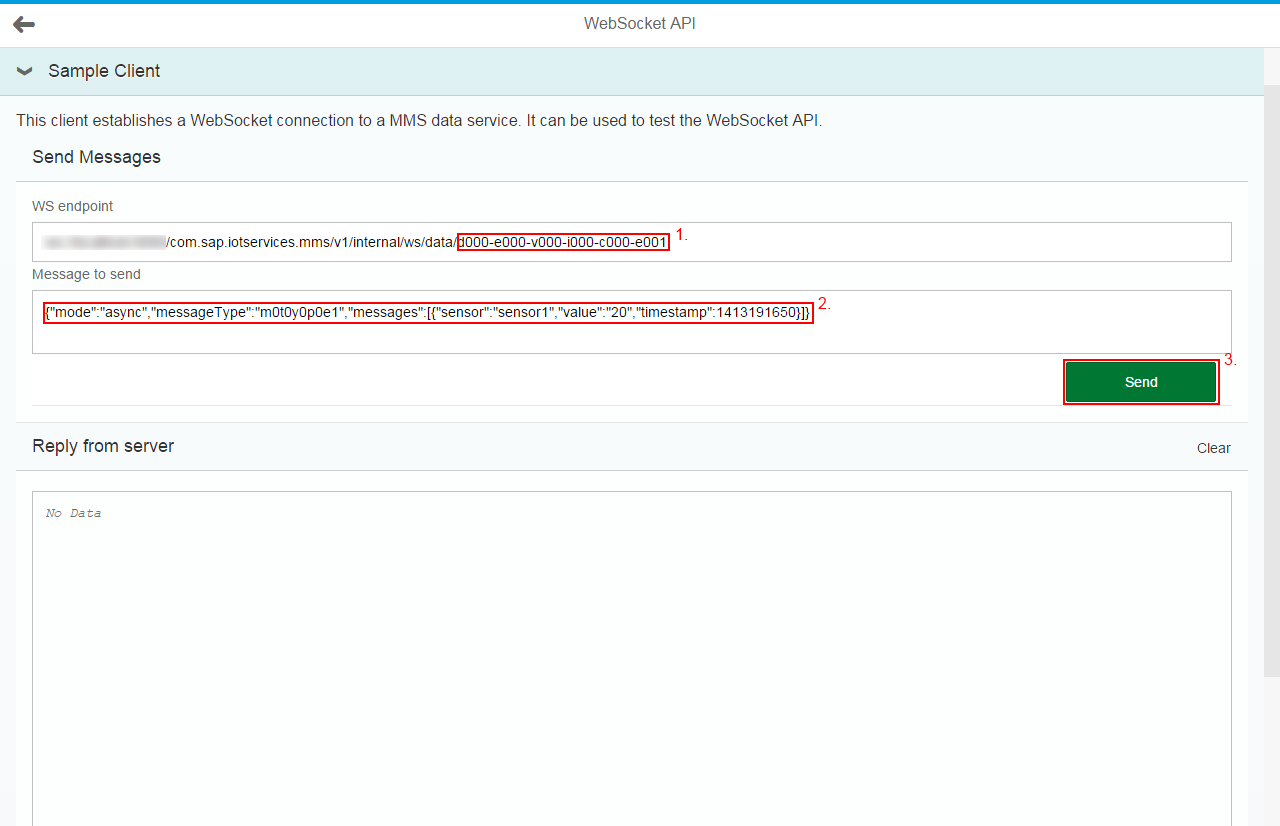 WebSocket API
Sample Client
This client establishes a WebSocket connection to a MMS data service. It can be used to test the WebSocket API.
Send Messages
WS endpoint
/com.sap.iotservices.mms/v1/internal/ws/data/d000-e000-v000-i000-c000-e001 1.
Message to send
{"mode":"async","messageType":"m0t0y0p0e1","messages":[{"sensor":"sensor1","value":"20","timestamp":1413191650}]} 2.
3.
Send
Reply from server
Clear
No Data